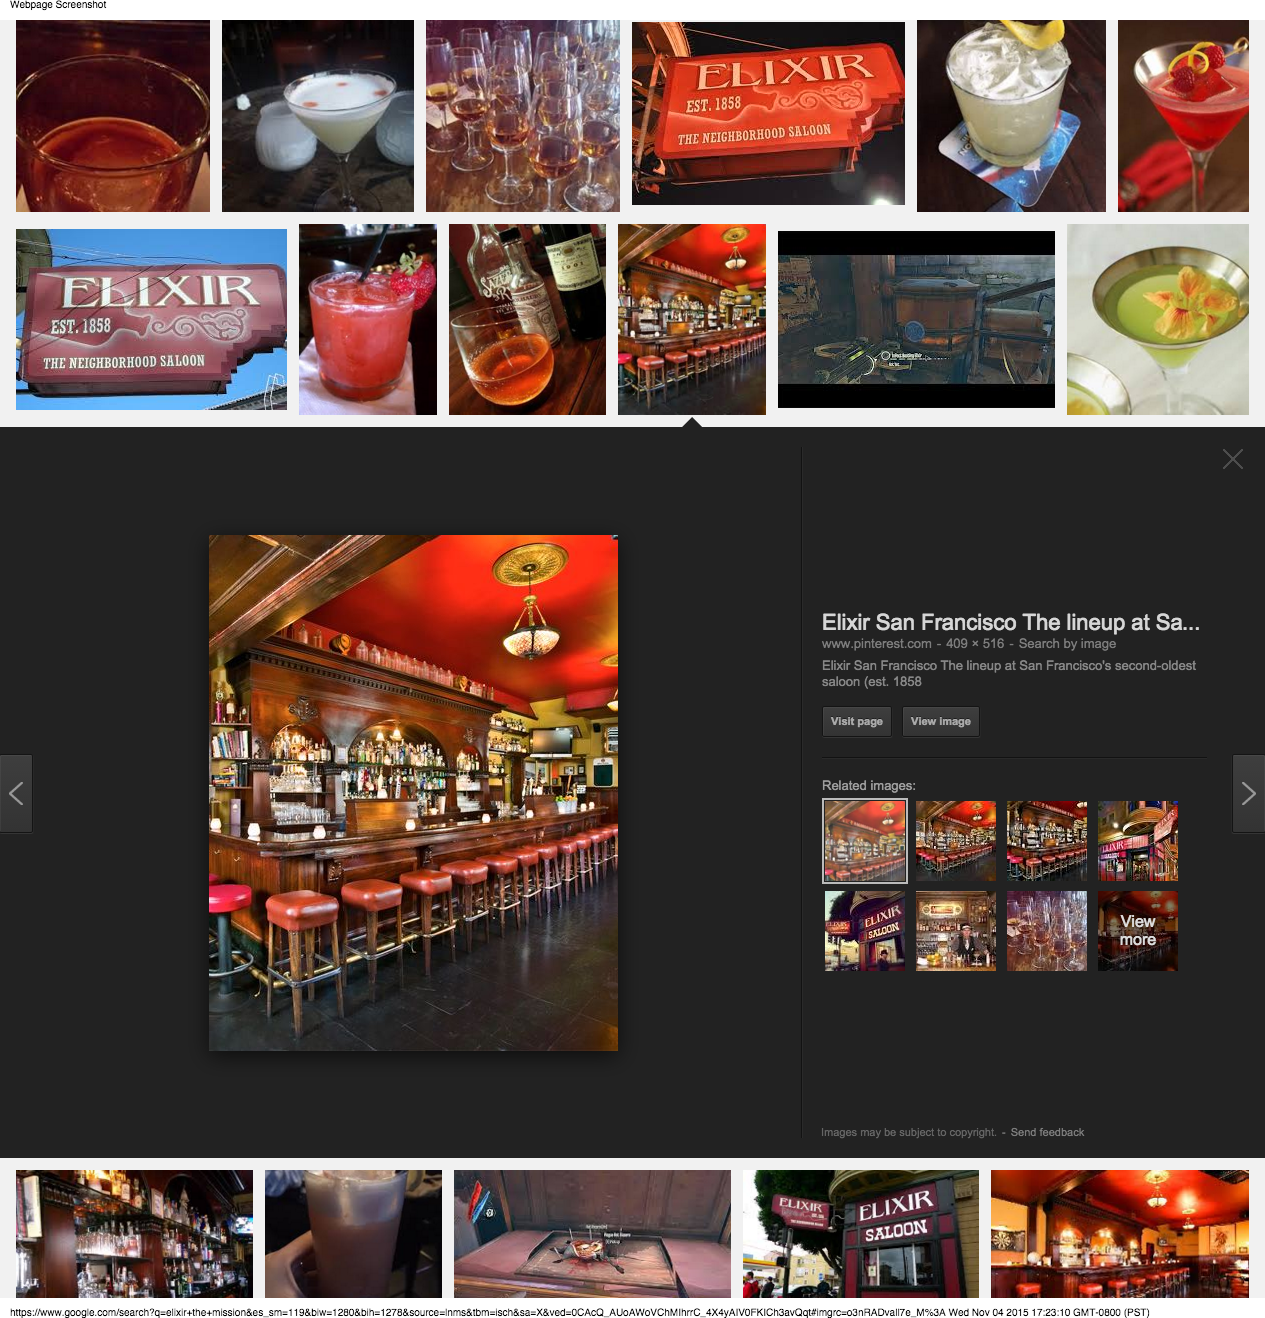 Webpage Screenshot
ELIXIR
EST. 1858
THE NEIGHBORHOOD SALOON
ELIXIR
EST. 1858
THE NEIGHBORHOOD SALOON
SAZERAC
Elixir San Francisco The lineup at Sa...
www.pinterest.com - 409 × 516 - Search by image
Elixir San Francisco The lineup at San Francisco's second-oldest
saloon (est. 1858
Visit page
View image
Related images:
ELIXIR
ELIXIR
SALOON
View
more
Images may be subject to copyright. - Send feedback
ELIXIR
ELIXIR
SALOON
https://www.google.com/search?q=elixir+the+mission&es_sm=119&biw=1280&bih=1278&source=lnms&tbm=isch&sa=X&ved=0CAcQ_AUoAWoVChMIhrrC_4X4yAIV0FKICh3avQqt#imgrc=o3nRADvall7e_M%3A Wed Nov 04 2015 17:23:10 GMT-0800 (PST)